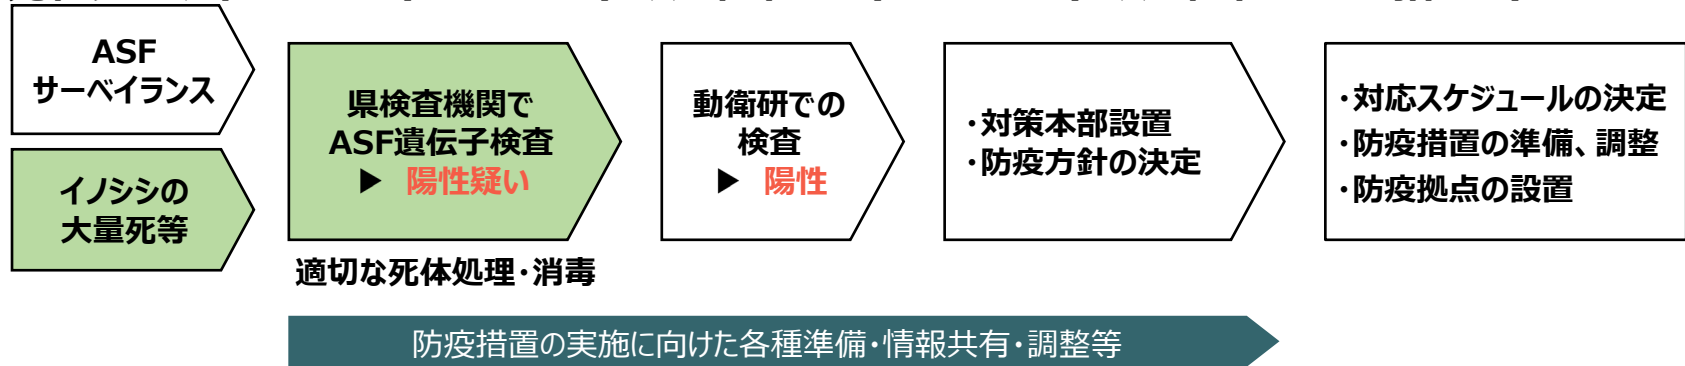 ASF
サーベイランス
イノシシの
大量死等
県検査機関で
ASF遺伝子検査
▶ 陽性疑い
適切な死体処理・消毒
動衛研での
検査
▶ 陽性
・対策本部設置
・防疫方針の決定
・対応スケジュールの決定
・防疫措置の準備、調整
・防疫拠点の設置
防疫措置の実施に向けた各種準備・情報共有・調整等